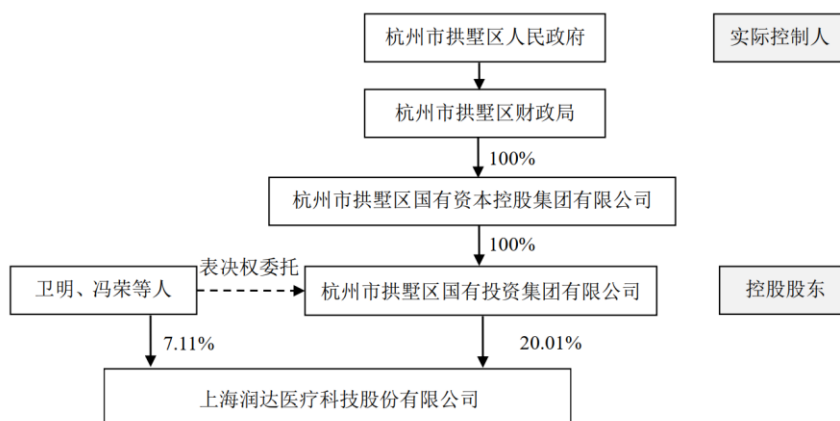 杭州市拱墅区人民政府
实际控制人
杭州市拱墅区财政局
100%
杭州市拱墅区国有资本控股集团有限公司
100%
表决权委托
卫明、冯荣等人
杭州市拱墅区国有投资集团有限公司
控股股东
7.11%
20.01%
上海润达医疗科技股份有限公司